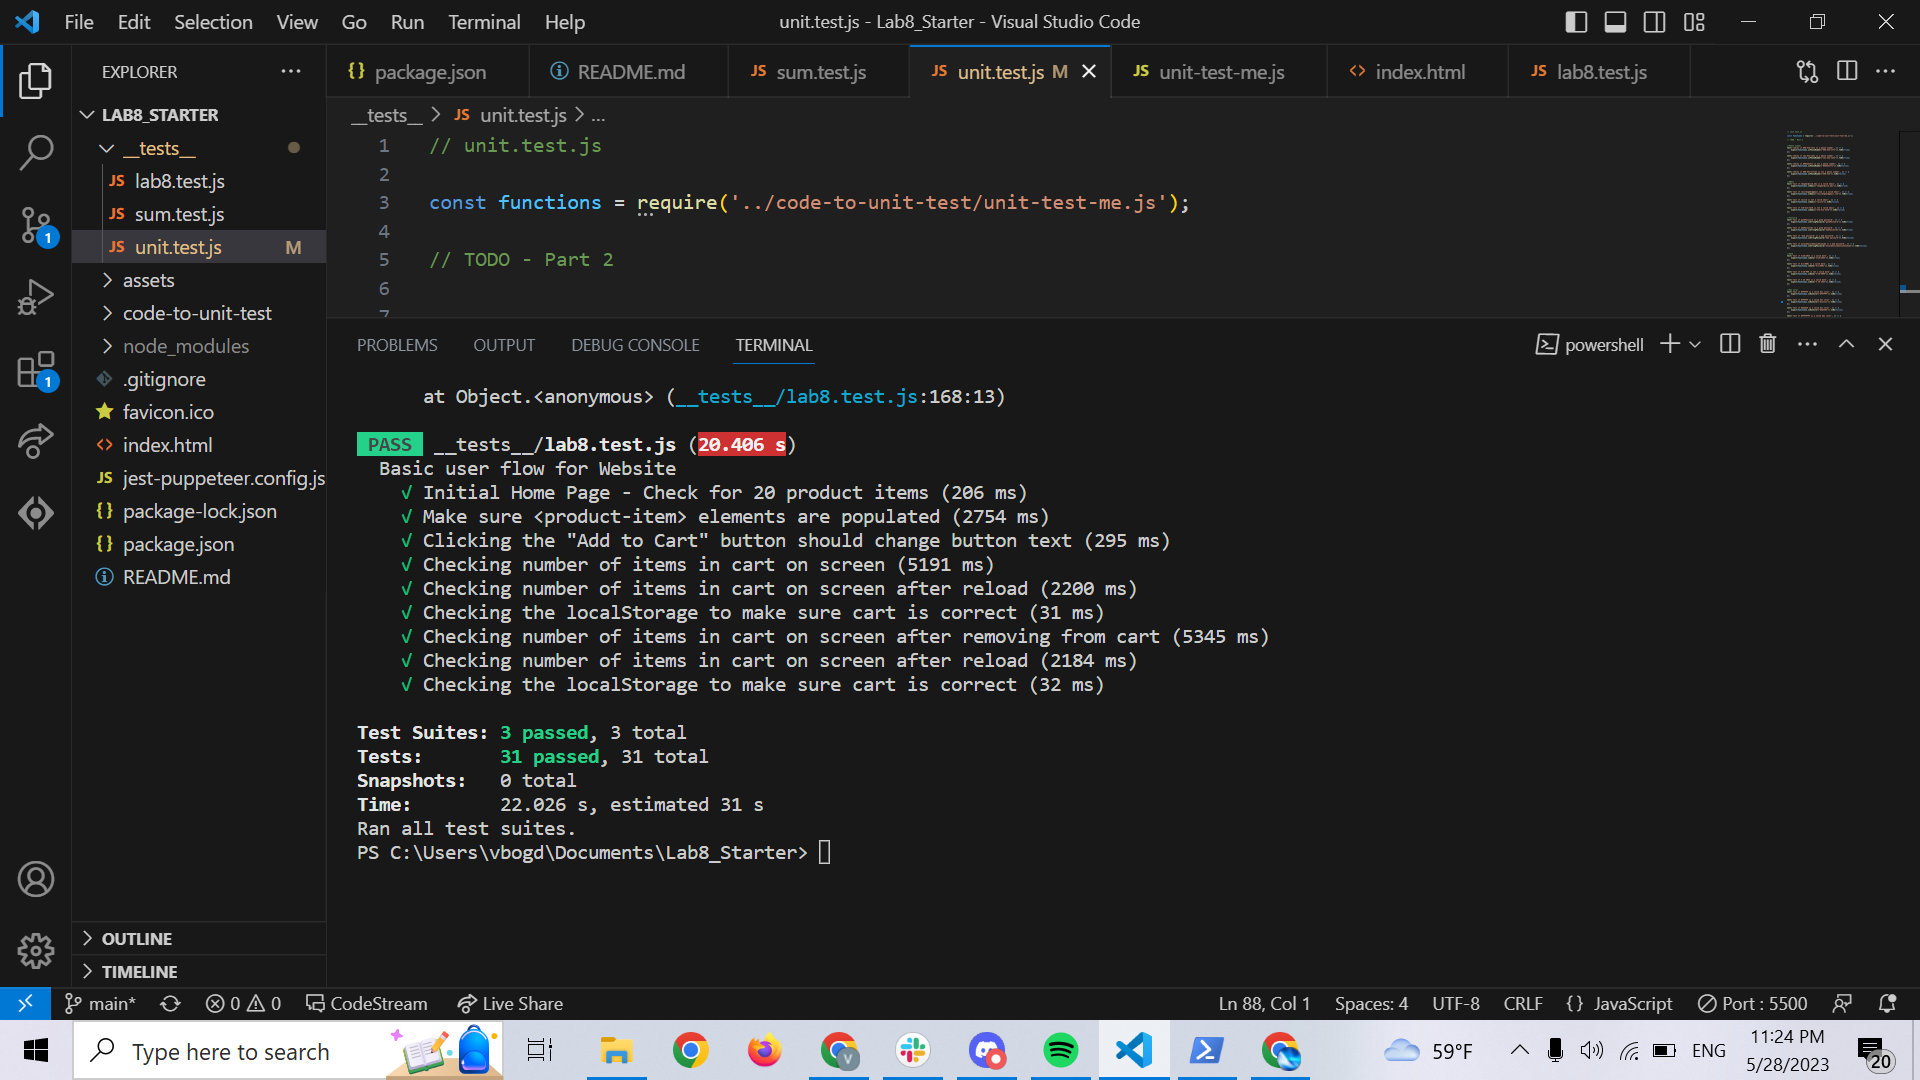 File Edit Selection View Go Run Terminal Help
unit.test.js - Lab8_Starter - Visual Studio Code
EXPLORER
LAB8_STARTER
__tests__
JS lab8.test.js
JS sum.test.js
JS unit.test.js M
assets
code-to-unit-test
node_modules
.gitignore
favicon.ico
index.html
JS jest-puppeteer.config.js
package-lock.json
package.json
README.md
OUTLINE
TIMELINE
1
1
package.json
README.md
JS sum.test.js
JS unit.test.js M
JS unit-test-me.js
index.html
JS lab8.test.js
__tests__ > JS unit.test.js > ...
1 // unit.test.js
2
3 const functions = require('../code-to-unit-test/unit-test-me.js');
4
5 // TODO - Part 2
6
7
PROBLEMS OUTPUT DEBUG CONSOLE TERMINAL
powershell
at Object.<anonymous> (__tests__/lab8.test.js:168:13)
PASS __tests__/lab8.test.js (20.406 s)
Basic user flow for Website
√ Initial Home Page - Check for 20 product items (206 ms)
√ Make sure <product-item> elements are populated (2754 ms)
√ Clicking the "Add to Cart" button should change button text (295 ms)
√ Checking number of items in cart on screen (5191 ms)
√ Checking number of items in cart on screen after reload (2200 ms)
√ Checking the localStorage to make sure cart is correct (31 ms)
√ Checking number of items in cart on screen after removing from cart (5345 ms)
√ Checking number of items in cart on screen after reload (2184 ms)
√ Checking the localStorage to make sure cart is correct (32 ms)
Test Suites: 3 passed, 3 total
Tests: 31 passed, 31 total
Snapshots: 0 total
Time: 22.026 s, estimated 31 s
Ran all test suites.
PS C:\Users\vbogd\Documents\Lab8_Starter>
main* 0 0 CodeStream Live Share
Ln 88, Col 1 Spaces: 4 UTF-8 CRLF {} JavaScript Port : 5500
Type here to search
V
59°F
ENG
11:24 PM
5/28/2023
20